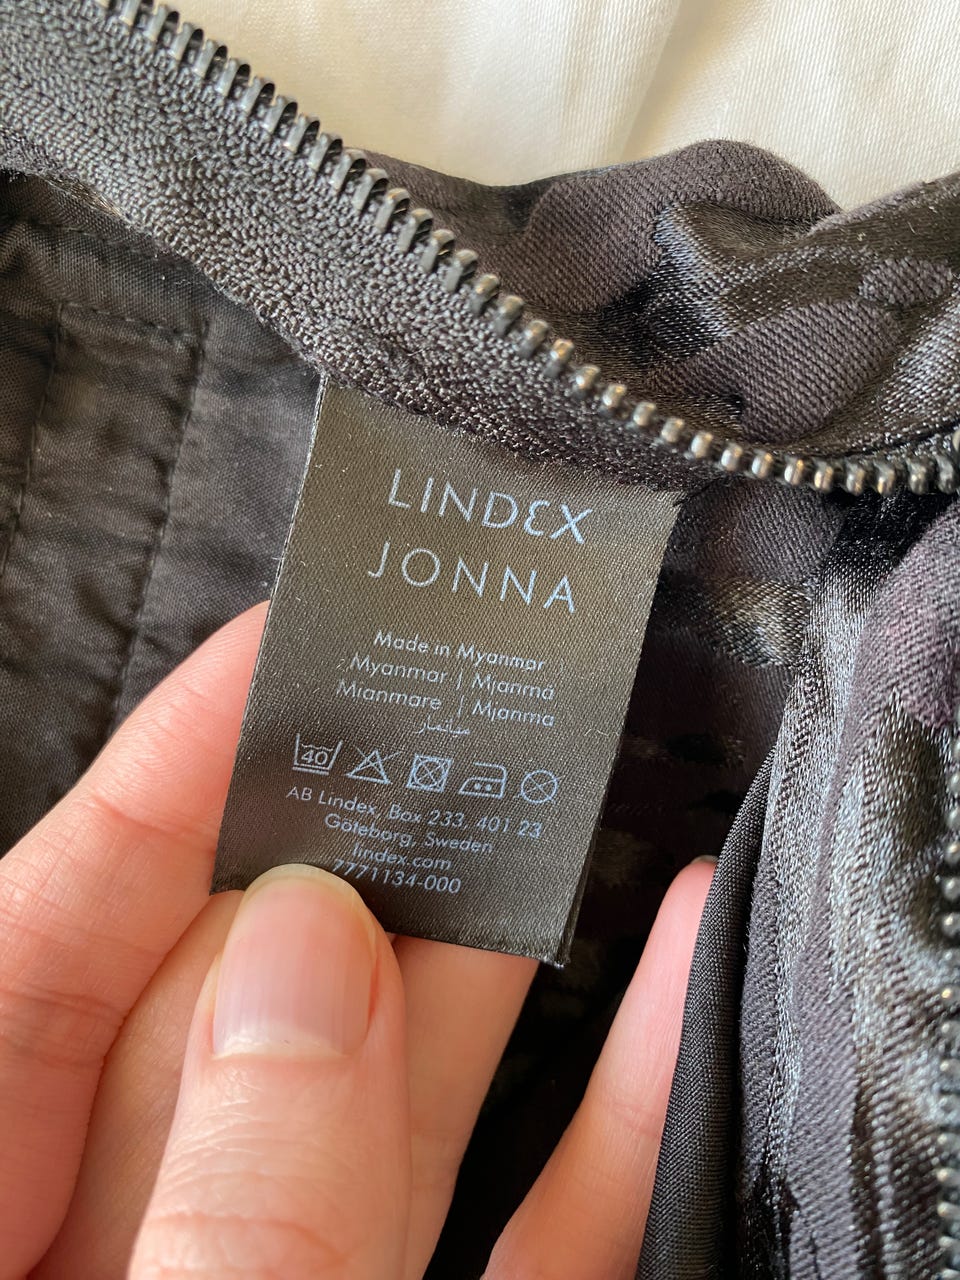 LINDEX
JONNA
Made in Myanmar
Myanmar | Mjanmá
Mianmare | Mjanma
ميانمار
40
AB Lindex, Box 233, 401 23
Göteborg, Sweden
lindex.com
7771134-000